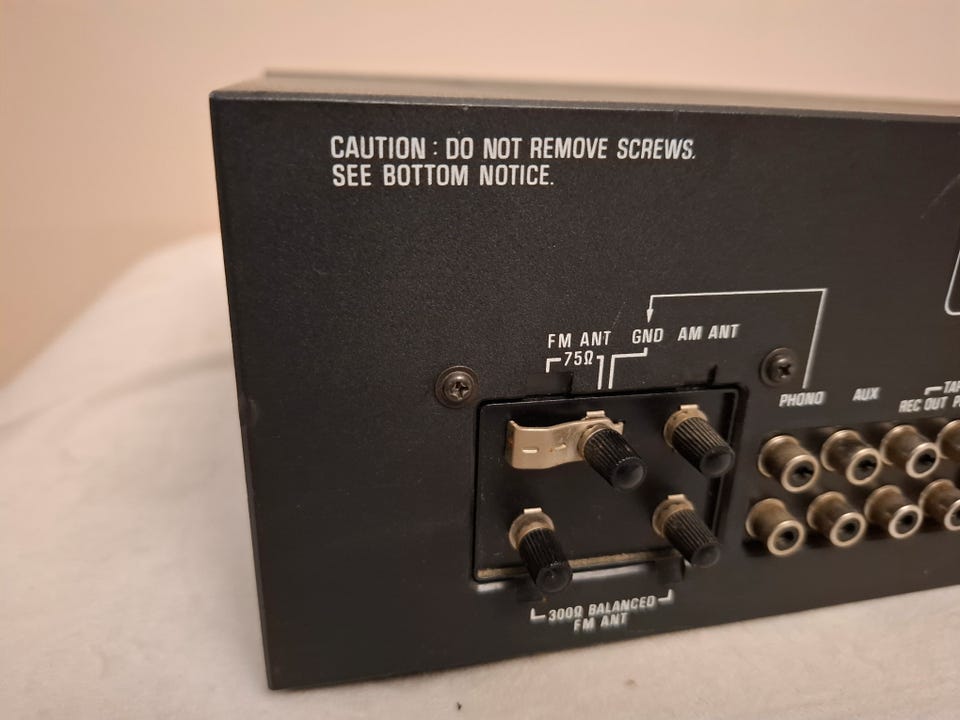 CAUTION : DO NOT REMOVE SCREWS.
SEE BOTTOM NOTICE.
FM ANT GND AM ANT
75Ω
PHONO AUX
REC OUT
300Ω BALANCED
FM ANT